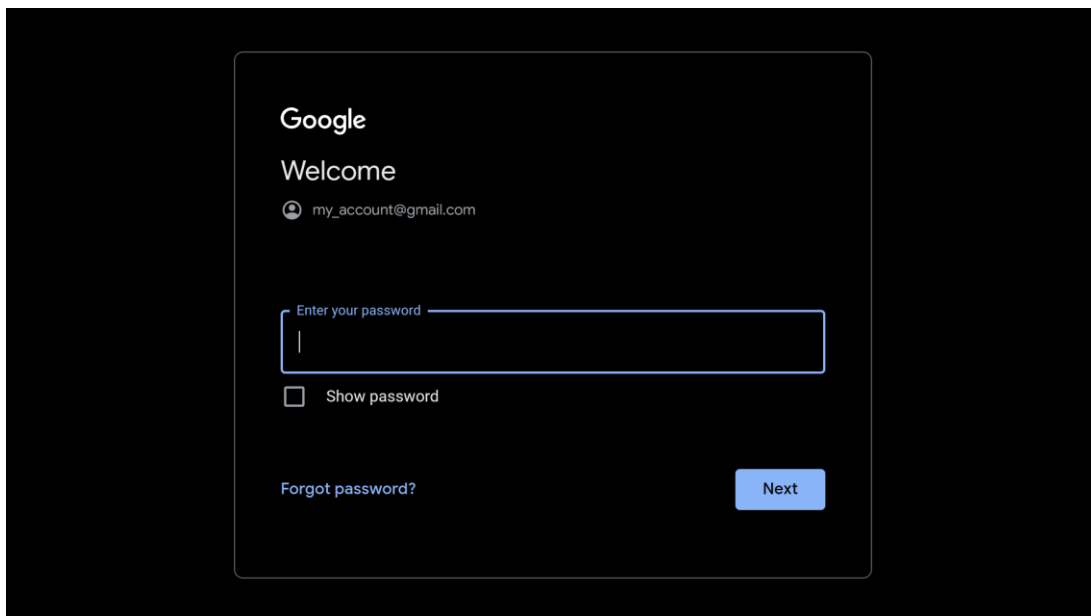 Google
Welcome
my_account@gmail.com
Enter your password
Show password
Forgot password?
Next